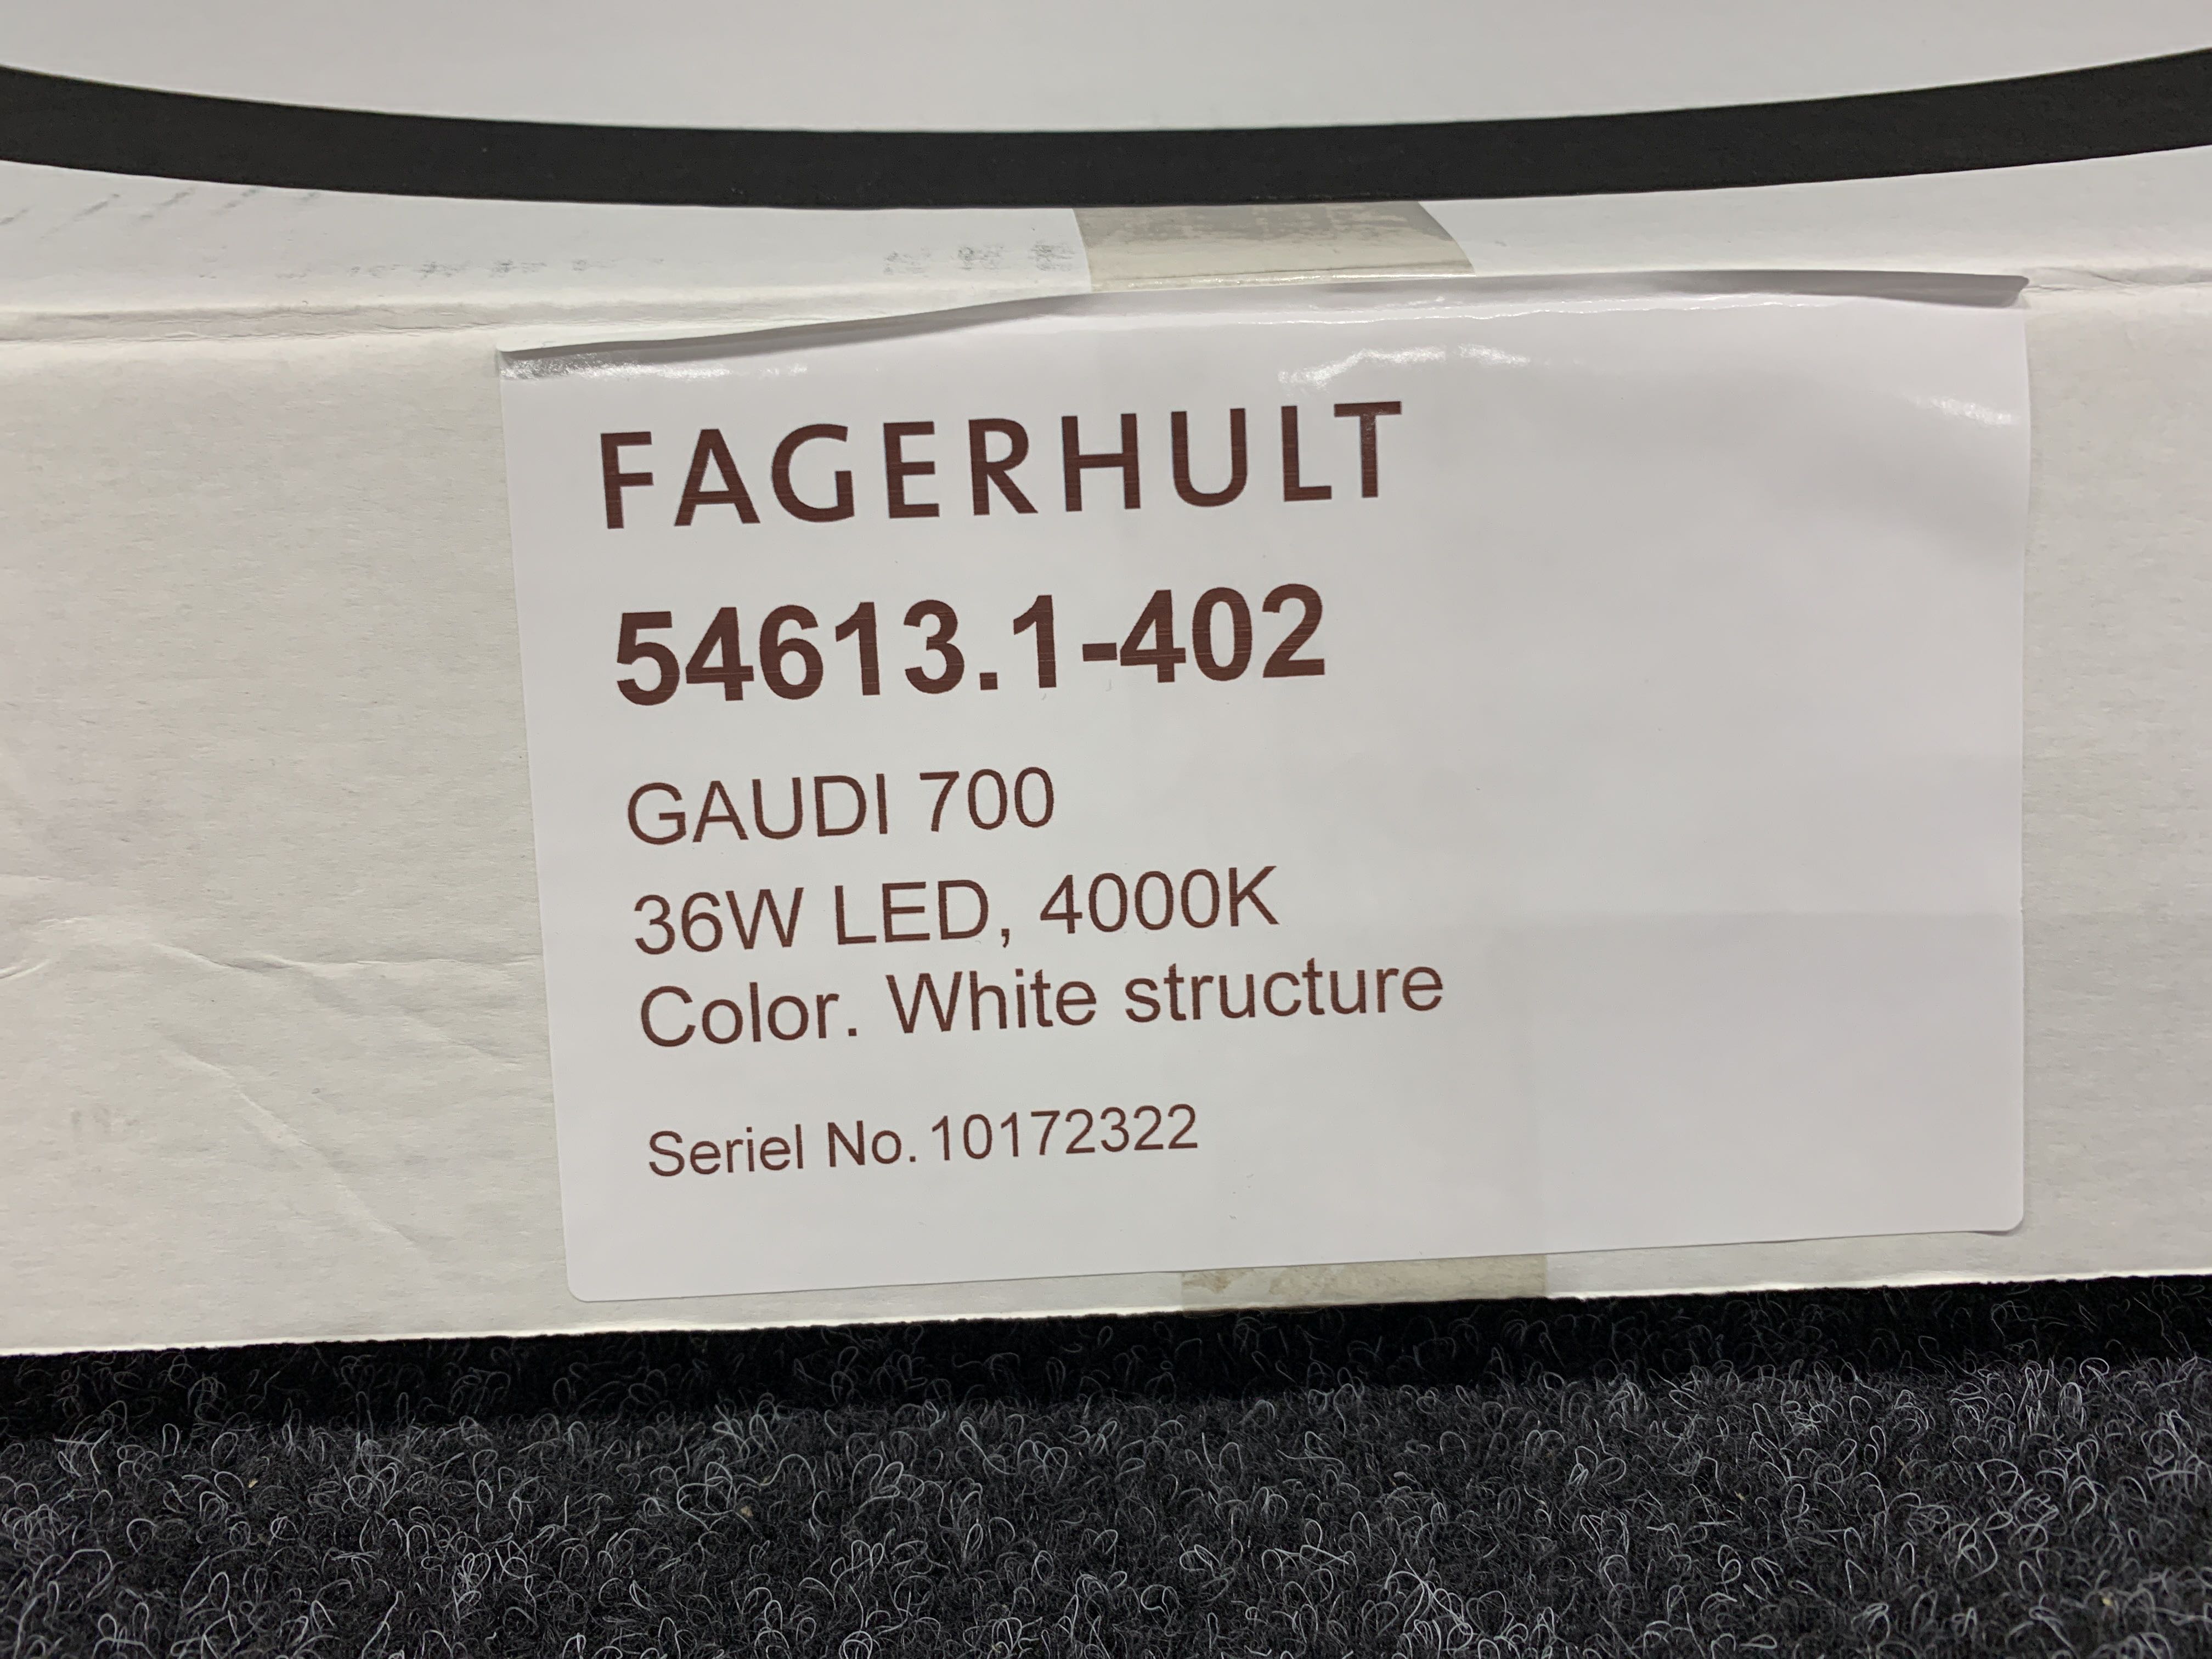 FAGERHULT
54613.1-402
GAUDI 700
36W LED, 4000K
Color. White structure
Seriel No. 10172322